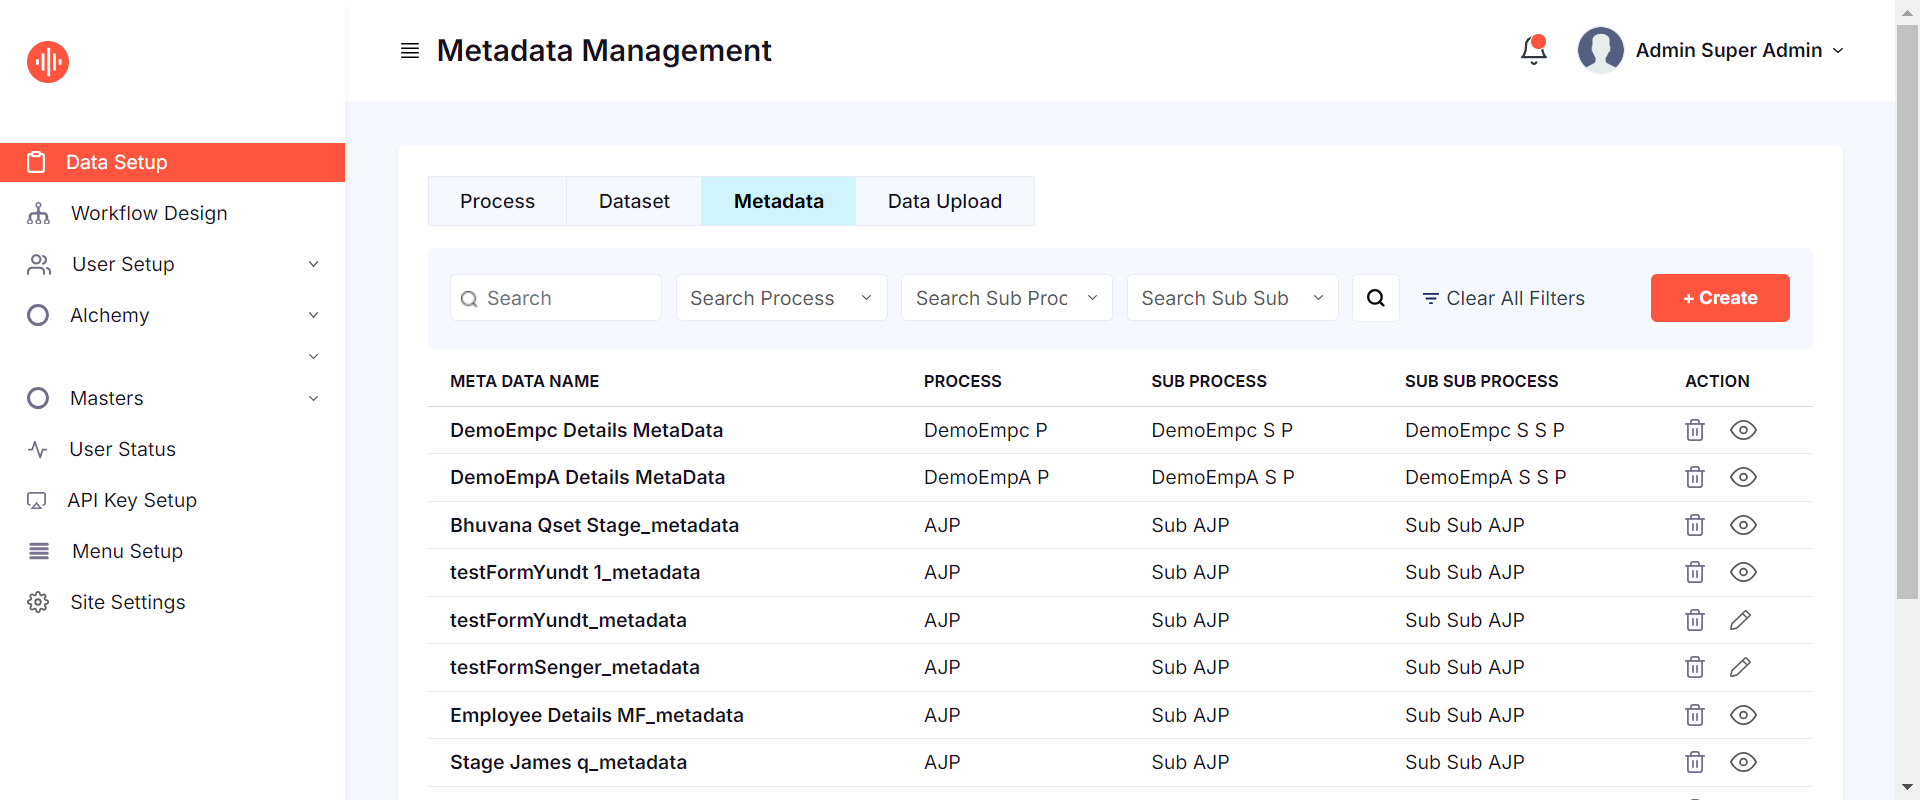 Metadata Management
Admin Super Admin
Data Setup
Workflow Design
User Setup
Alchemy
Masters
User Status
API Key Setup
Menu Setup
Site Settings
Process Dataset Metadata Data Upload
Search Search Process Search Sub Proc Search Sub Sub Clear All Filters + Create
META DATA NAME PROCESS SUB PROCESS SUB SUB PROCESS ACTION
DemoEmpc Details MetaData DemoEmpc P DemoEmpc S P DemoEmpc S S P
DemoEmpA Details MetaData DemoEmpA P DemoEmpA S P DemoEmpA S S P
Bhuvana Qset Stage_metadata AJP Sub AJP Sub Sub AJP
testFormYundt 1_metadata AJP Sub AJP Sub Sub AJP
testFormYundt_metadata AJP Sub AJP Sub Sub AJP
testFormSenger_metadata AJP Sub AJP Sub Sub AJP
Employee Details MF_metadata AJP Sub AJP Sub Sub AJP
Stage James q_metadata AJP Sub AJP Sub Sub AJP